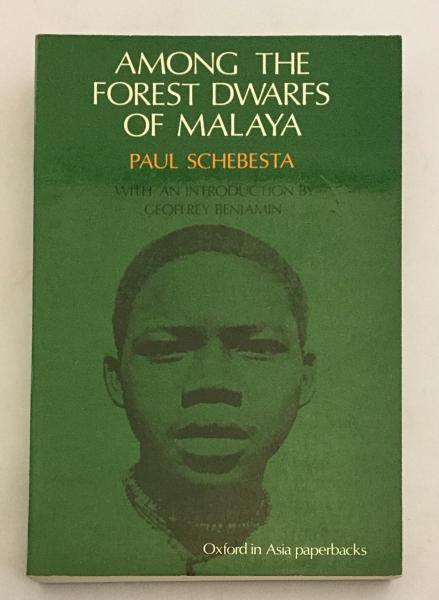 AMONG THE
FOREST DWARFS
OF MALAYA
PAUL SCHEBESTA
WITH AN INTRODUCTION BY
GEOFFREY BENJAMIN
Oxford in Asia paperbacks